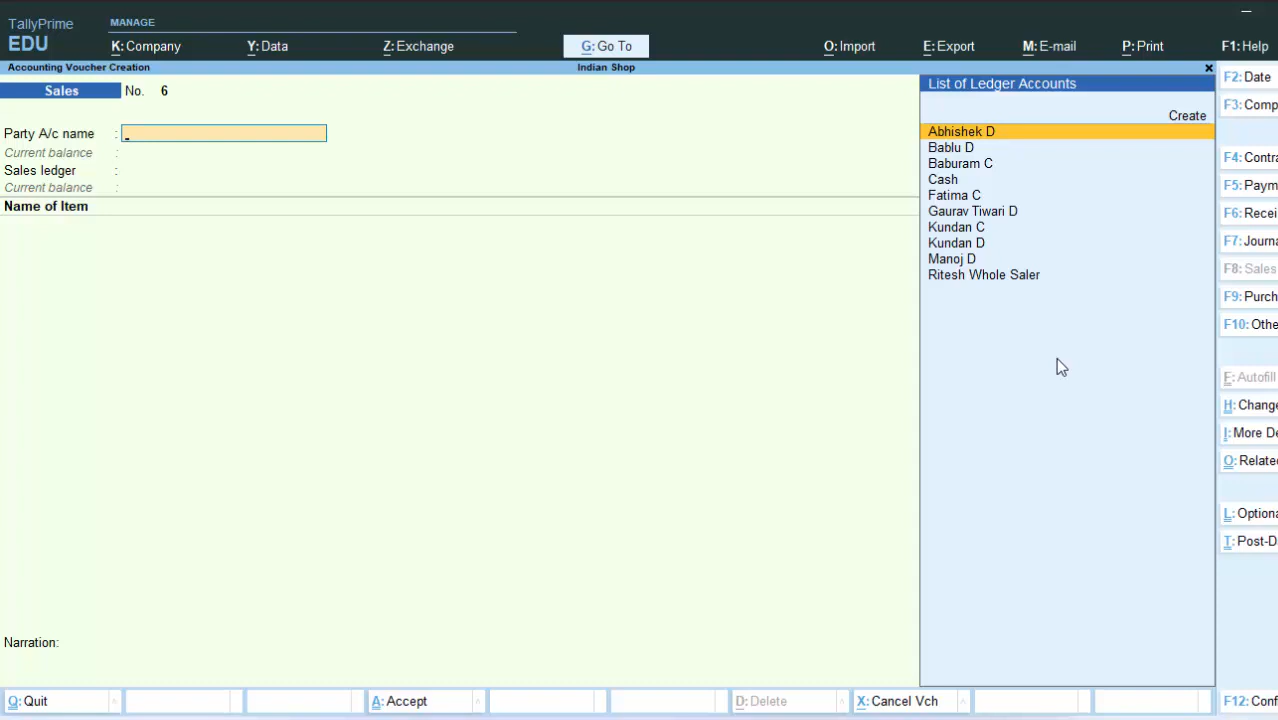 TallyPrime
EDU
MANAGE
K: Company
Y: Data
Z: Exchange
G: Go To
O: Import
E: Export
M: E-mail
P: Print
F1: Help
Accounting Voucher Creation
Indian Shop
Sales No. 6
Party A/c name :
Current balance :
Sales ledger :
Current balance :
Name of Item
Narration:
List of Ledger Accounts
Create
Abhishek D
Bablu D
Baburam C
Cash
Fatima C
Gaurav Tiwari D
Kundan C
Kundan D
Manoj D
Ritesh Whole Saler
F2: Date
F3: Comp
F4: Contra
F5: Paym
F6: Recei
F7: Journa
F8: Sales
F9: Purch
F10: Othe
F: Autofill
H: Change
I: More De
O: Relate
L: Optiona
T: Post-D
F12: Conf
Q: Quit
A: Accept
D: Delete
X: Cancel Vch